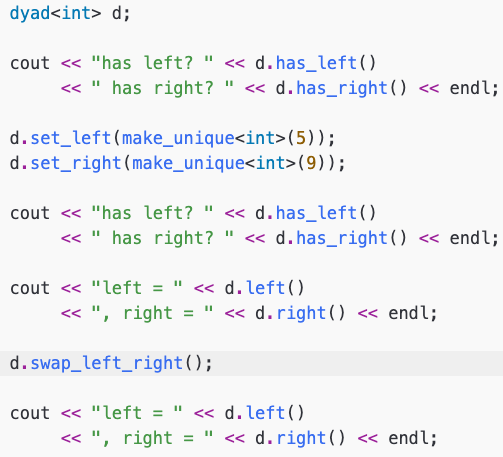 dyad<int> d;
cout << "has left? " << d.has_left()
<< " has right? " << d.has_right() << endl;
d.set_left(make_unique<int>(5));
d.set_right(make_unique<int>(9));
cout << "has left? " << d.has_left()
<< " has right? " << d.has_right() << endl;
cout << "left = " << d.left()
<< ", right = " << d.right() << endl;
d.swap_left_right();
cout << "left = " << d.left()
<< ", right = " << d.right() << endl;